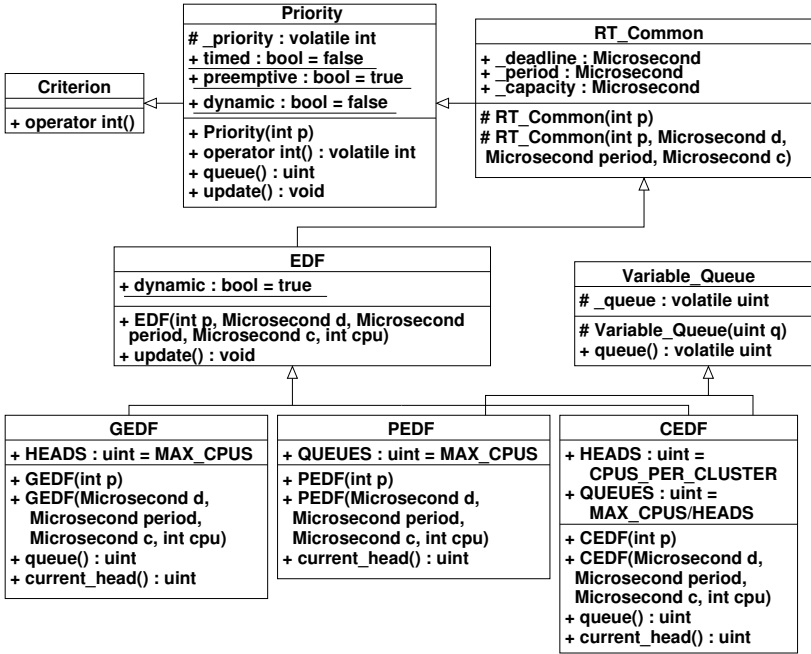 Priority
# _priority : volatile int
+ timed : bool = false
+ preemptive : bool = true
+ dynamic : bool = false
+ Priority(int p)
+ operator int() : volatile int
+ queue() : uint
+ update() : void
Criterion
+ operator int()
RT_Common
+ _deadline : Microsecond
+ _period : Microsecond
+ _capacity : Microsecond
# RT_Common(int p)
# RT_Common(int p, Microsecond d,
Microsecond period, Microsecond c)
EDF
+ dynamic : bool = true
+ EDF(int p, Microsecond d, Microsecond
period, Microsecond c, int cpu)
+ update() : void
Variable_Queue
# _queue : volatile uint
# Variable_Queue(uint q)
+ queue() : volatile uint
GEDF
+ HEADS : uint = MAX_CPUS
+ GEDF(int p)
+ GEDF(Microsecond d,
Microsecond period,
Microsecond c, int cpu)
+ queue() : uint
+ current_head() : uint
PEDF
+ QUEUES : uint = MAX_CPUS
+ PEDF(int p)
+ PEDF(Microsecond d,
Microsecond period,
Microsecond c, int cpu)
+ current_head() : uint
CEDF
+ HEADS : uint =
CPUS_PER_CLUSTER
+ QUEUES : uint =
MAX_CPUS/HEADS
+ CEDF(int p)
+ CEDF(Microsecond d,
Microsecond period,
Microsecond c, int cpu)
+ queue() : uint
+ current_head() : uint